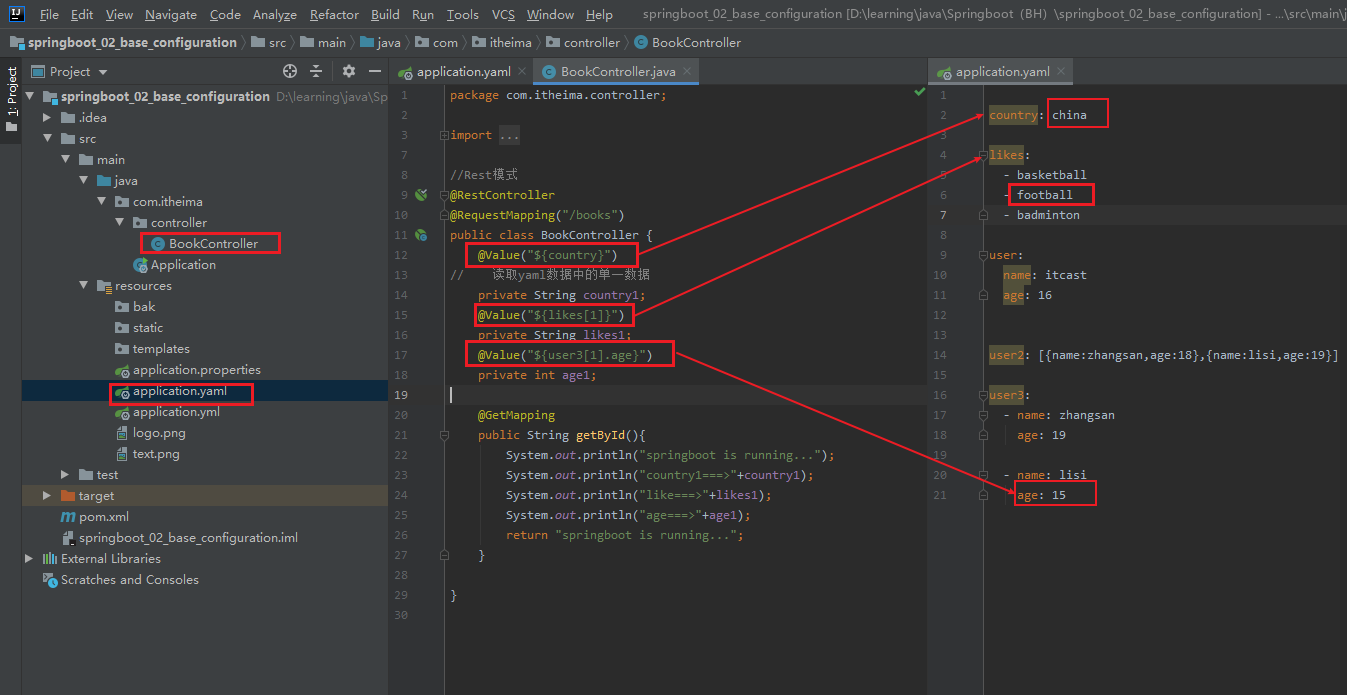 File Edit View Navigate Code Analyze Refactor Build Run Tools VCS Window Help springboot_02_base_configuration [D:\learning\java\Springboot（BH）\springboot_02_base_configuration] - ...\src\main\j
springboot_02_base_configuration src main java com itheima controller BookController
1: Project
Project
springboot_02_base_configuration D:\learning\java\Sp
.idea
src
main
java
com.itheima
controller
BookController
Application
resources
bak
static
templates
application.properties
application.yaml
application.yml
logo.png
text.png
test
target
pom.xml
springboot_02_base_configuration.iml
External Libraries
Scratches and Consoles
application.yaml BookController.java
1 package com.itheima.controller;
2
3 import ...
7
8 //Rest模式
9 @RestController
10 @RequestMapping("/books")
11 public class BookController {
12 @Value("${country}")
13 // 读取yaml数据中的单一数据
14 private String country1;
15 @Value("${likes[1]}")
16 private String likes1;
17 @Value("${user3[1].age}")
18 private int age1;
19
20 @GetMapping
21 public String getById(){
22 System.out.println("springboot is running...");
23 System.out.println("country1===>"+country1);
24 System.out.println("like===>"+likes1);
25 System.out.println("age===>"+age1);
26 return "springboot is running...";
27 }
28
29 }
30
application.yaml
1
2 country: china
3
4 likes:
5 - basketball
6 - football
7 - badminton
8
9 user:
10 name: itcast
11 age: 16
12
13
14 user2: [{name:zhangsan,age:18},{name:lisi,age:19}]
15
16 user3:
17 - name: zhangsan
18 age: 19
19
20 - name: lisi
21 age: 15